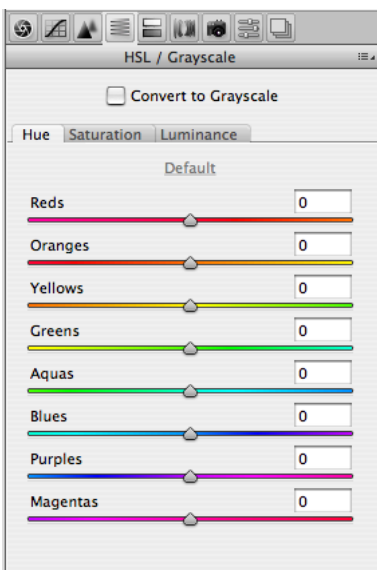 HSL / Grayscale
Convert to Grayscale
Hue Saturation Luminance
Default
Reds 0
Oranges 0
Yellows 0
Greens 0
Aquas 0
Blues 0
Purples 0
Magentas 0